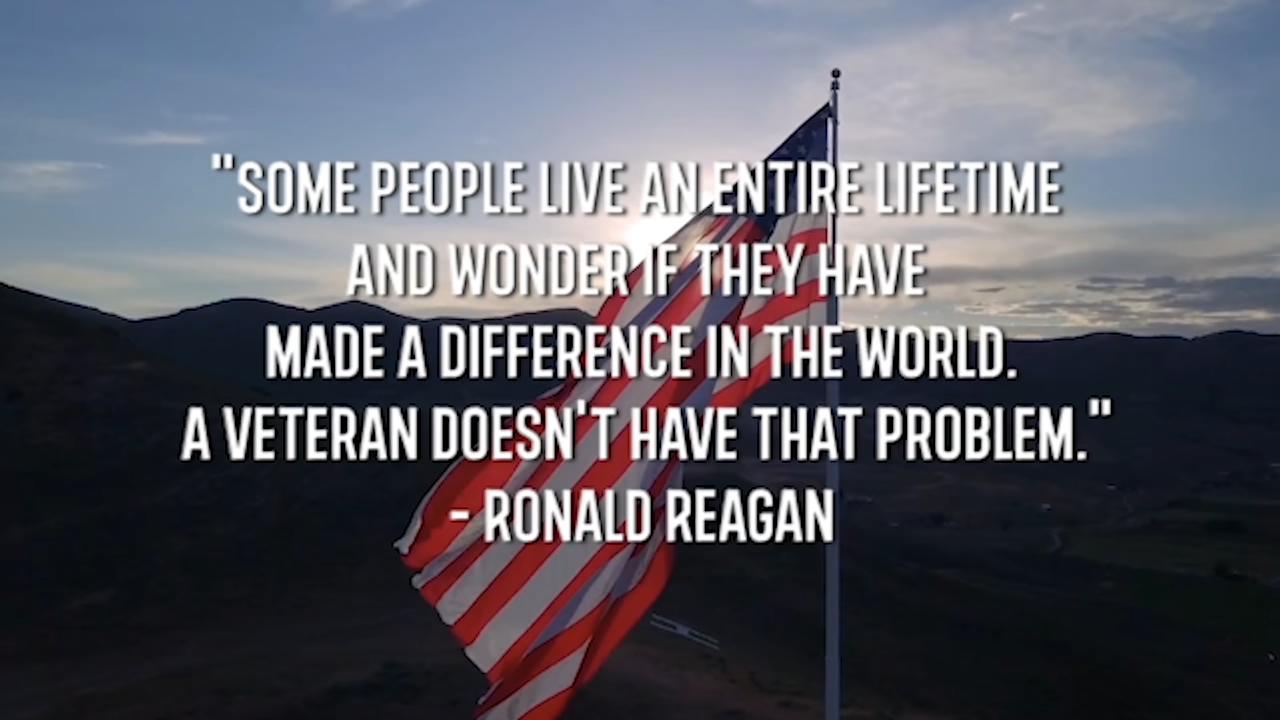 "SOME PEOPLE LIVE AN ENTIRE LIFETIME
AND WONDER IF THEY HAVE
MADE A DIFFERENCE IN THE WORLD.
A VETERAN DOESN'T HAVE THAT PROBLEM."
- RONALD REAGAN